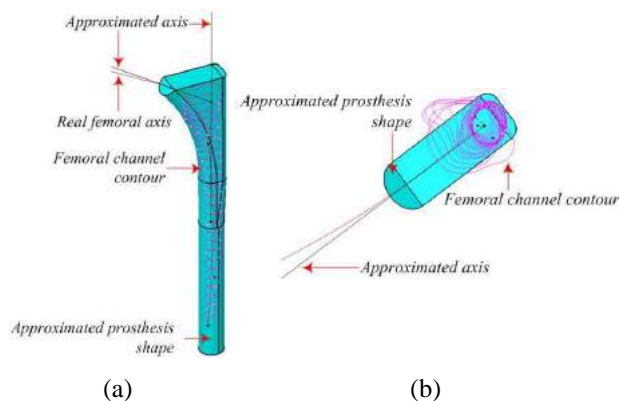 Approximated axis
Real femoral axis
Femoral channel
contour
Approximated prosthesis
shape
(a)
Approximated prosthesis
shape
Femoral channel contour
Approximated axis
(b)